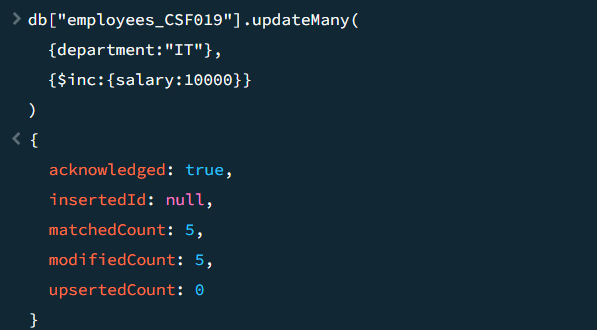 > db["employees_CSF019"].updateMany(
{department:"IT"},
{$inc:{salary:10000}}
)
< {
acknowledged: true,
insertedId: null,
matchedCount: 5,
modifiedCount: 5,
upsertedCount: 0
}